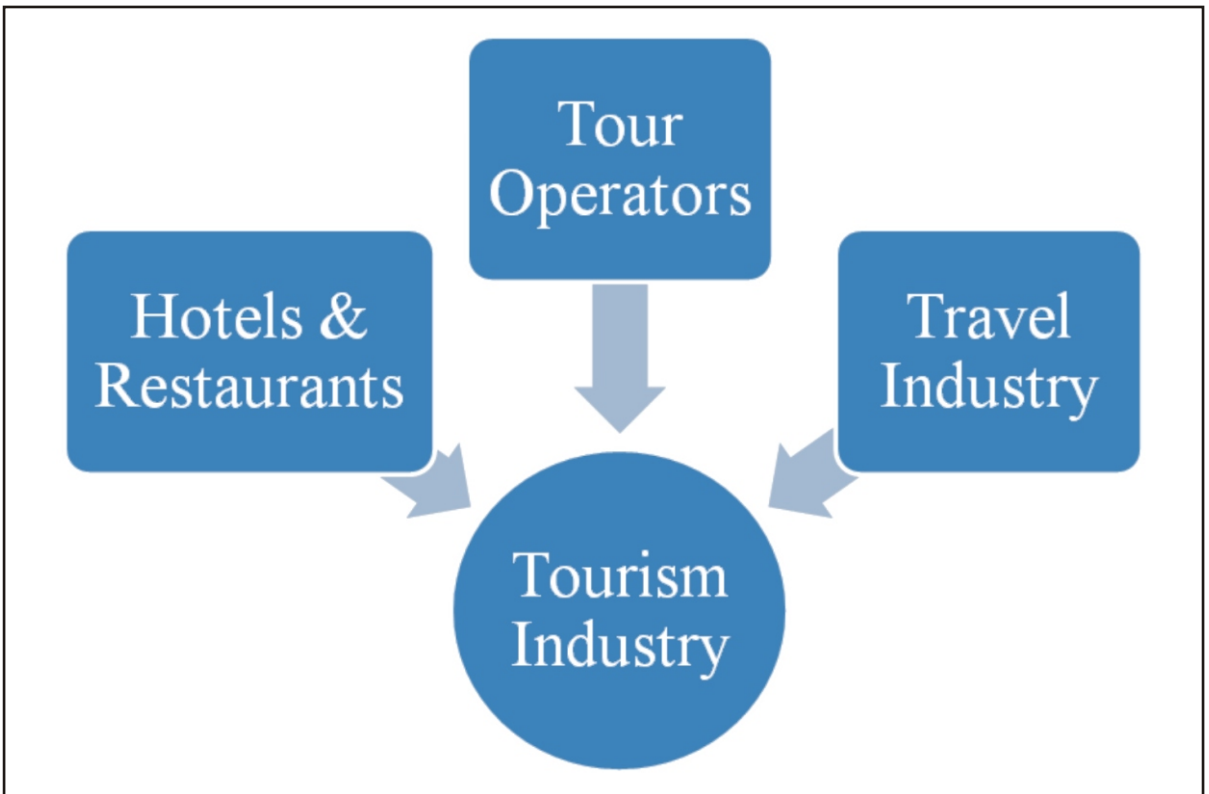 Tour
Operators
Hotels &
Restaurants
Travel
Industry
Tourism
Industry